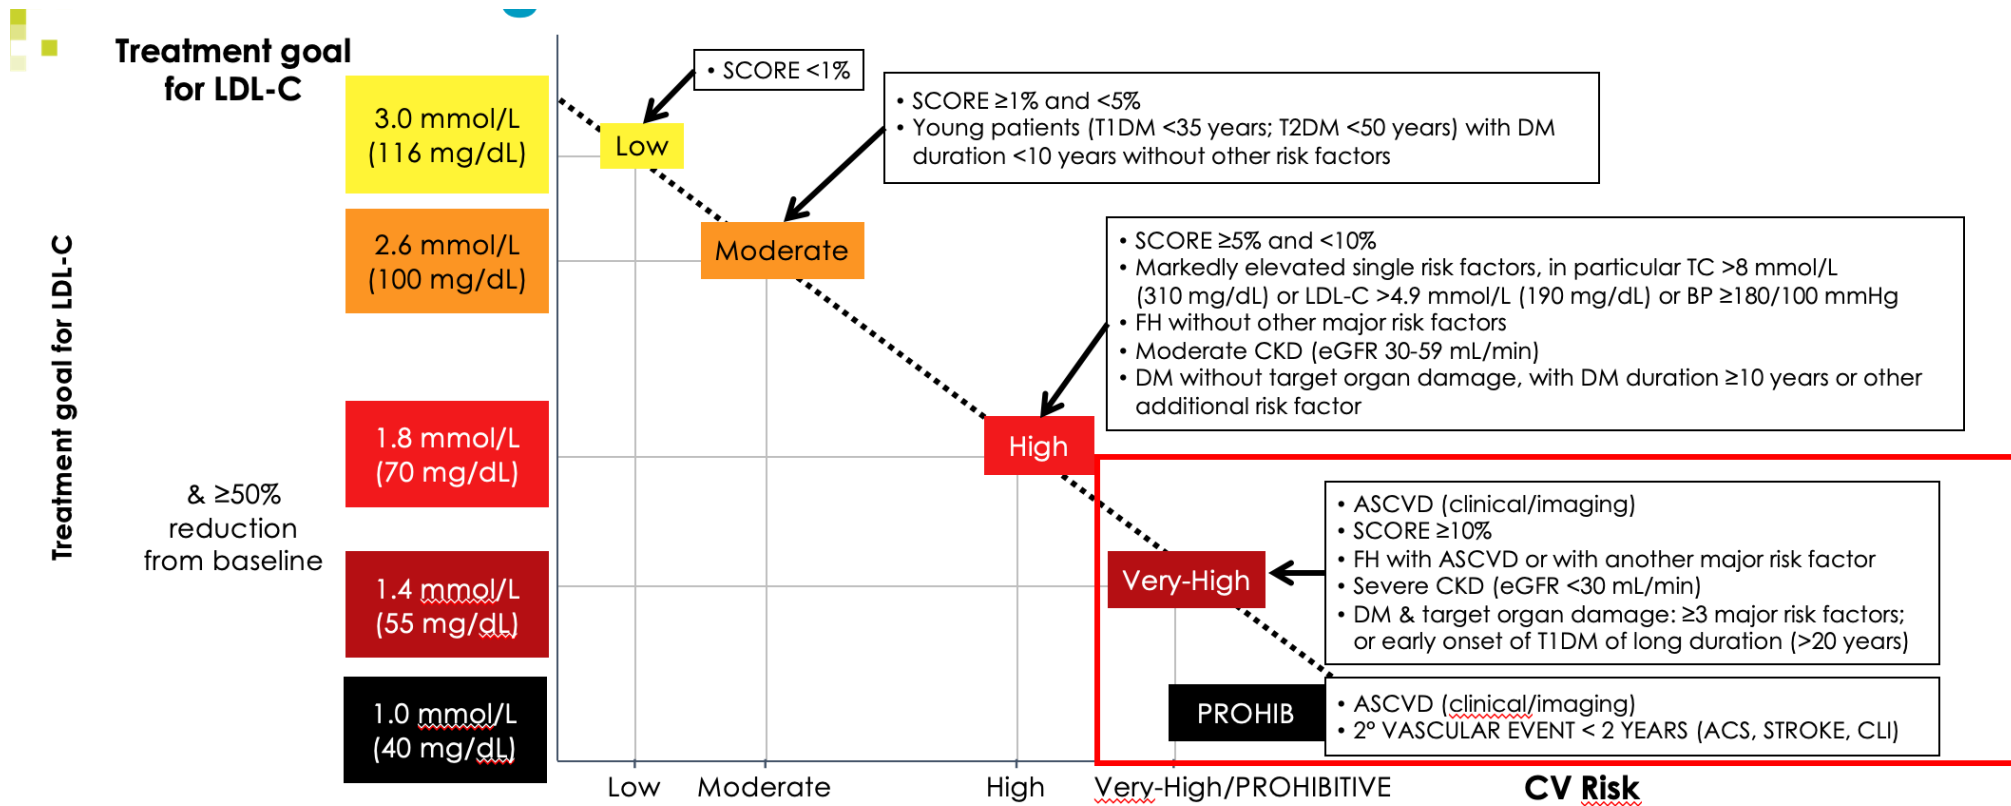 Treatment goal
for LDL-C
Treatment goal for LDL-C
3.0 mmol/L
(116 mg/dL)
2.6 mmol/L
(100 mg/dL)
1.8 mmol/L
(70 mg/dL)
& ≥50%
reduction
from baseline
1.4 mmol/L
(55 mg/dL)
1.0 mmol/L
(40 mg/dL)
Low
• SCORE <1%
Moderate
• SCORE ≥1% and <5%
• Young patients (T1DM <35 years; T2DM <50 years) with DM
duration <10 years without other risk factors
High
• SCORE ≥5% and <10%
• Markedly elevated single risk factors, in particular TC >8 mmol/L
(310 mg/dL) or LDL-C >4.9 mmol/L (190 mg/dL) or BP ≥180/100 mmHg
• FH without other major risk factors
• Moderate CKD (eGFR 30-59 mL/min)
• DM without target organ damage, with DM duration ≥10 years or other
additional risk factor
Very-High
• ASCVD (clinical/imaging)
• SCORE ≥10%
• FH with ASCVD or with another major risk factor
• Severe CKD (eGFR <30 mL/min)
• DM & target organ damage: ≥3 major risk factors;
or early onset of T1DM of long duration (>20 years)
PROHIB
• ASCVD (clinical/imaging)
• 2° VASCULAR EVENT < 2 YEARS (ACS, STROKE, CLI)
Low
Moderate
High
Very-High/PROHIBITIVE
CV Risk